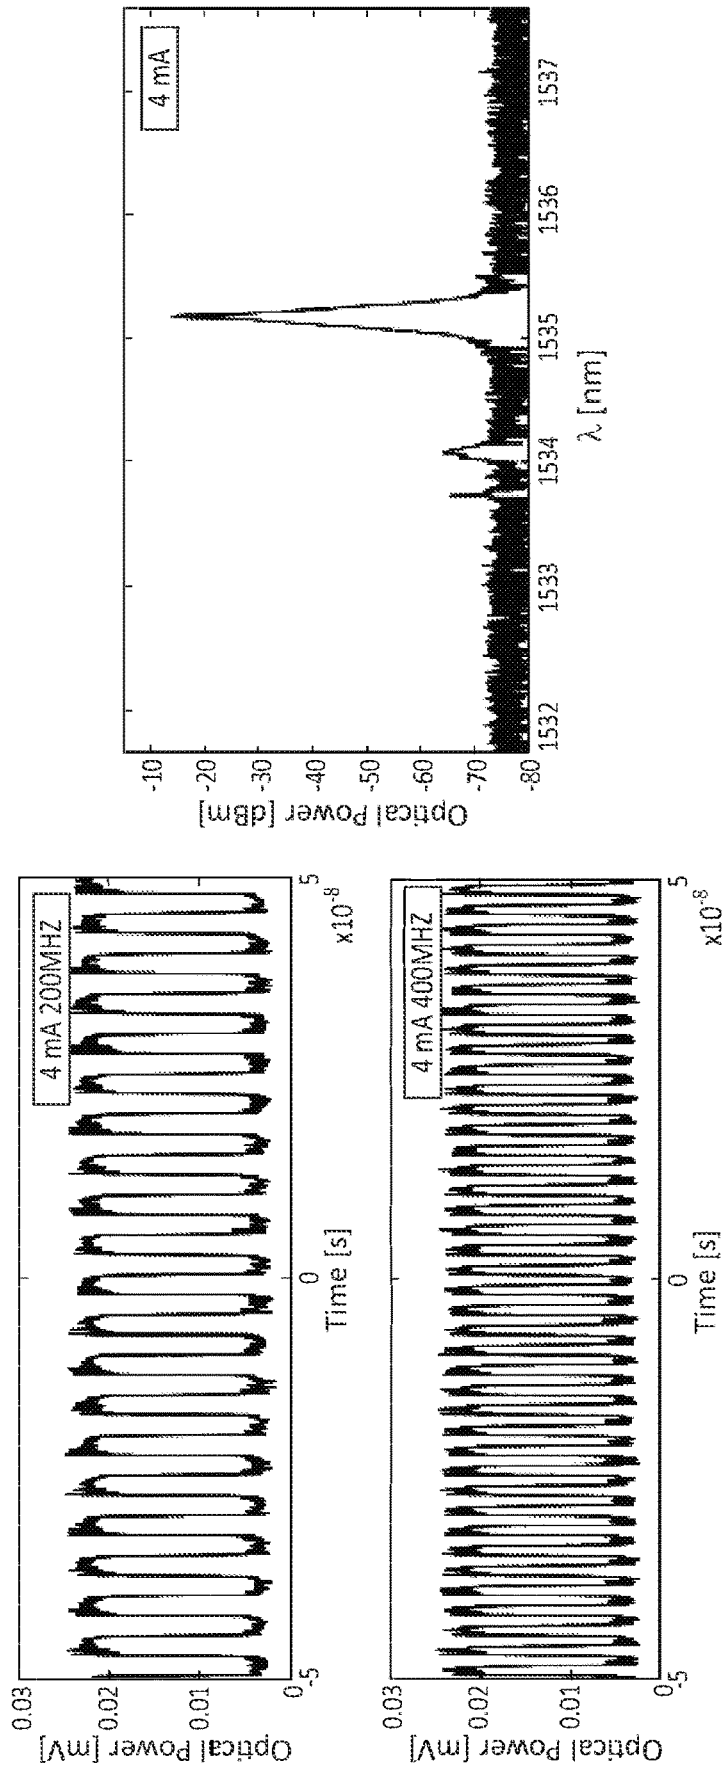 4 mA 200MHZ
Optical Power [mV]
0.03
0.02
0.01
0
-5
0
5
x10-8
Time [s]
4 mA 400MHZ
Optical Power [mV]
0.03
0.02
0.01
0
-5
0
5
x10-8
Time [s]
4 mA
Optical Power [dBm]
-10
-20
-30
-40
-50
-60
-70
-80
1532
1533
1534
1535
1536
1537
λ [nm]